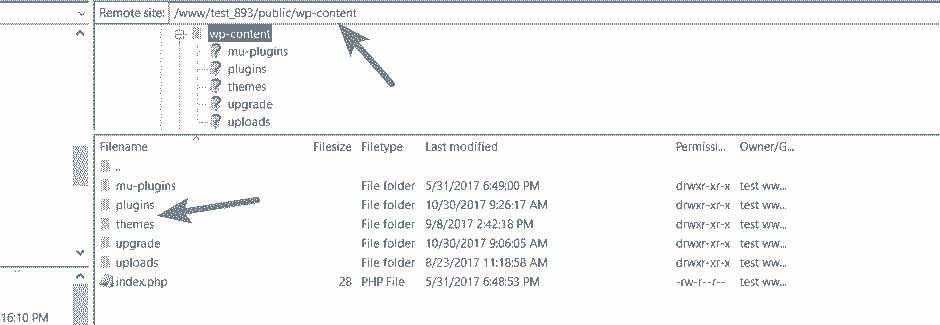 Remote site: /www/test_893/public/wp-content
wp-content
mu-plugins
plugins
themes
upgrade
uploads
Filename Filesize Filetype Last modified Permissi... Owner/G...
..
mu-plugins File folder 5/31/2017 6:49:00 PM drwxr-xr-x test ww...
plugins File folder 10/30/2017 9:26:17 AM drwxr-xr-x test ww...
themes File folder 9/8/2017 2:42:18 PM drwxr-xr-x test ww...
upgrade File folder 10/30/2017 9:06:05 AM drwxr-xr-x test ww...
uploads File folder 8/23/2017 11:18:58 AM drwxr-xr-x test ww...
index.php 28 PHP File 5/31/2017 6:48:53 PM -rw-r--r-- test ww...
16:10 PM